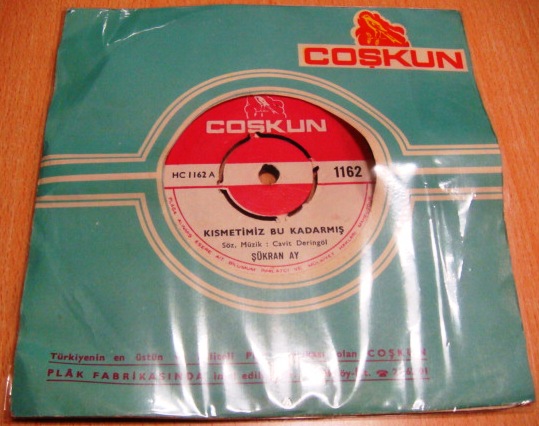 COŞKUN
COŞKUN
HC 1162 A
1162
KISMETİMİZ BU KADARMIŞ
Söz, Müzik : Cavit Deringöl
ŞÜKRAN AY
Türkiyenin en üstün olan COŞKUN
PLÂK FABRİKASINDA